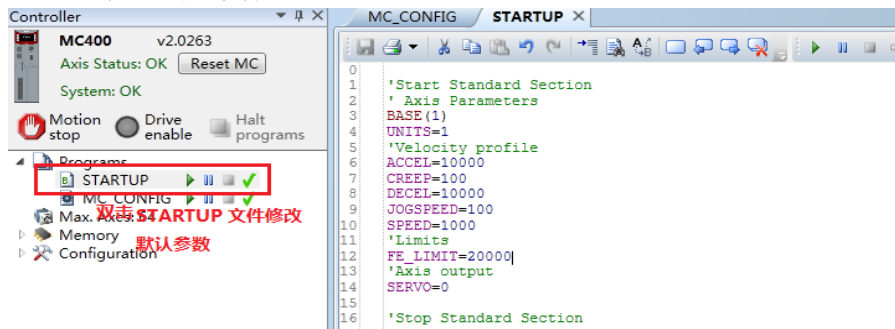 Controller
MC400 v2.0263
Axis Status: OK Reset MC
System: OK
Motion stop
Drive enable
Halt programs
Programs
STARTUP
MC_CONFIG
Max. Axes: 64
Memory
Configuration
双击 STARTUP 文件修改
默认参数
MC_CONFIG STARTUP
0
1 'Start Standard Section
2 ' Axis Parameters
3 BASE(1)
4 UNITS=1
5 'Velocity profile
6 ACCEL=10000
7 CREEP=100
8 DECEL=10000
9 JOGSPEED=100
10 SPEED=1000
11 'Limits
12 FE_LIMIT=20000
13 'Axis output
14 SERVO=0
15
16 'Stop Standard Section